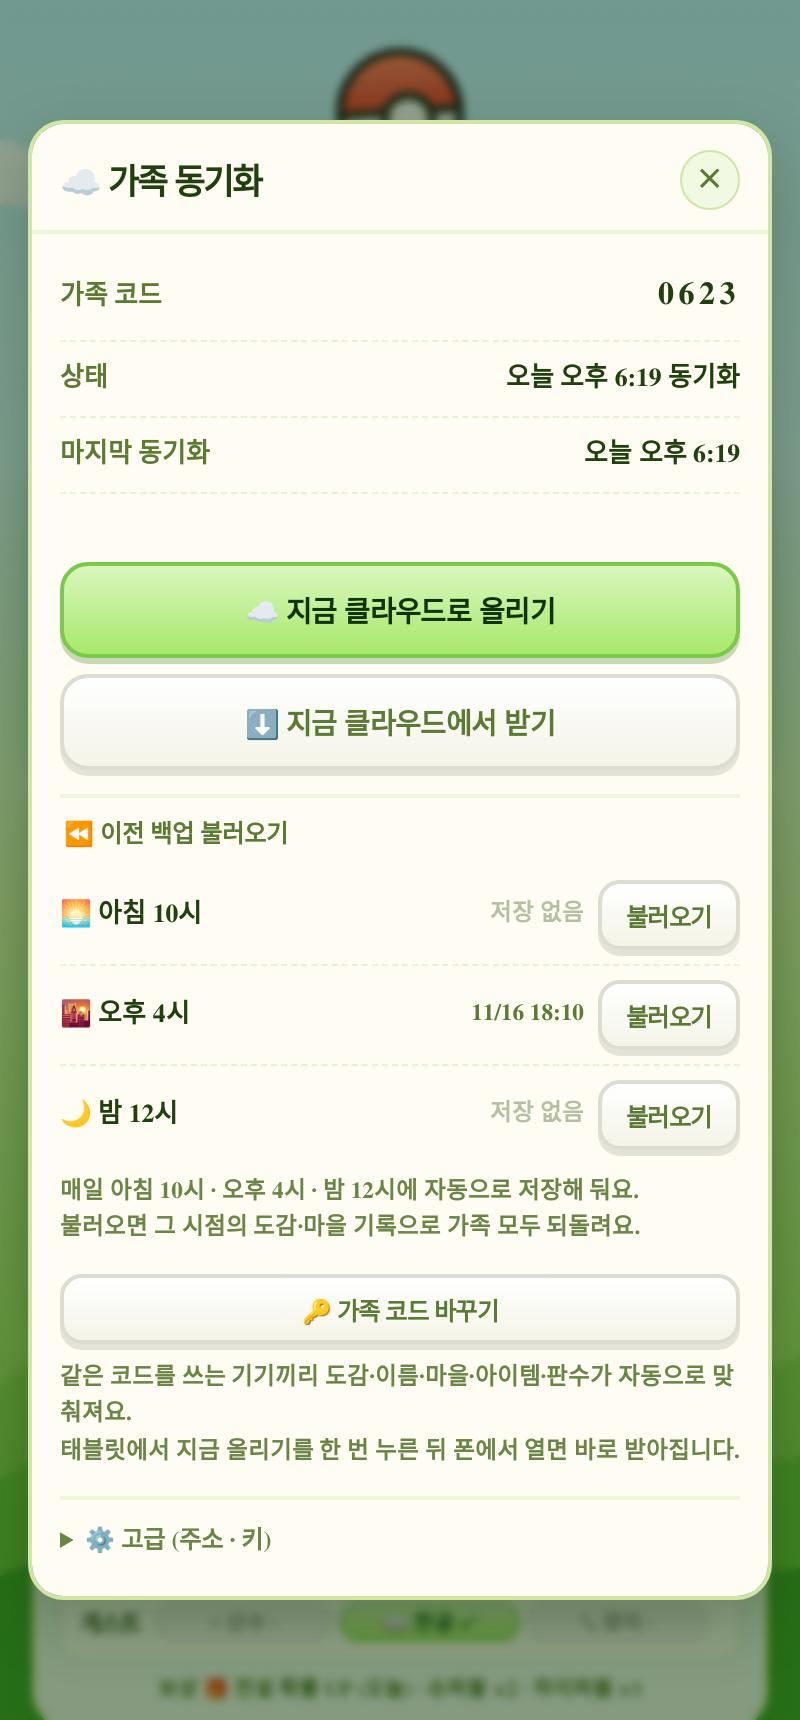 ☁️ 가족 동기화
✕
가족 코드
0623
상태
오늘 오후 6:19 동기화
마지막 동기화
오늘 오후 6:19
☁️ 지금 클라우드로 올리기
⬇️ 지금 클라우드에서 받기
⏪ 이전 백업 불러오기
🌅 아침 10시 저장 없음 불러오기
🌇 오후 4시 11/16 18:10 불러오기
🌙 밤 12시 저장 없음 불러오기
매일 아침 10시 · 오후 4시 · 밤 12시에 자동으로 저장해 둬요.
불러오면 그 시점의 도감·마을 기록으로 가족 모두 되돌려요.
🔑 가족 코드 바꾸기
같은 코드를 쓰는 기기끼리 도감·이름·마을·아이템·판수가 자동으로 맞
춰져요.
태블릿에서 지금 올리기를 한 번 누른 뒤 폰에서 열면 바로 받아집니다.
▶ ⚙️ 고급 (주소 · 키)